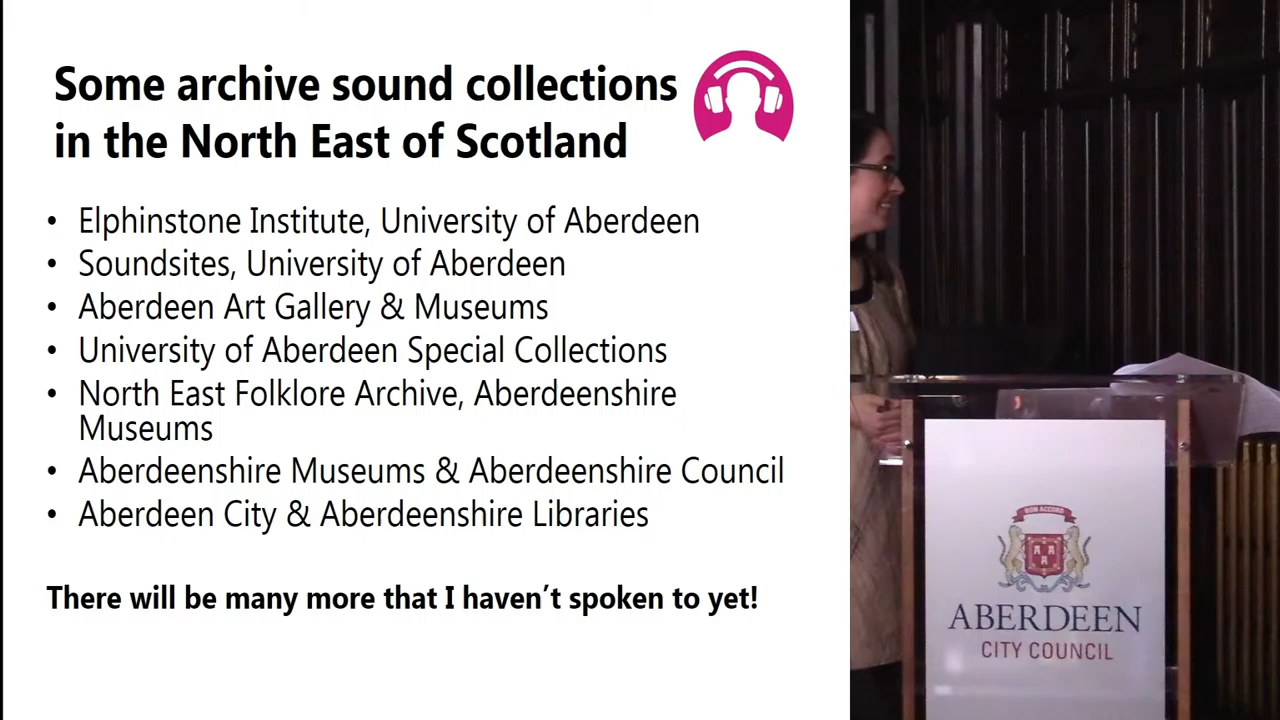 Some archive sound collections
in the North East of Scotland
• Elphinstone Institute, University of Aberdeen
• Soundsites, University of Aberdeen
• Aberdeen Art Gallery & Museums
• University of Aberdeen Special Collections
• North East Folklore Archive, Aberdeenshire
Museums
• Aberdeenshire Museums & Aberdeenshire Council
• Aberdeen City & Aberdeenshire Libraries
There will be many more that I haven't spoken to yet!
BON ACCORD
ABERDEEN
CITY COUNCIL